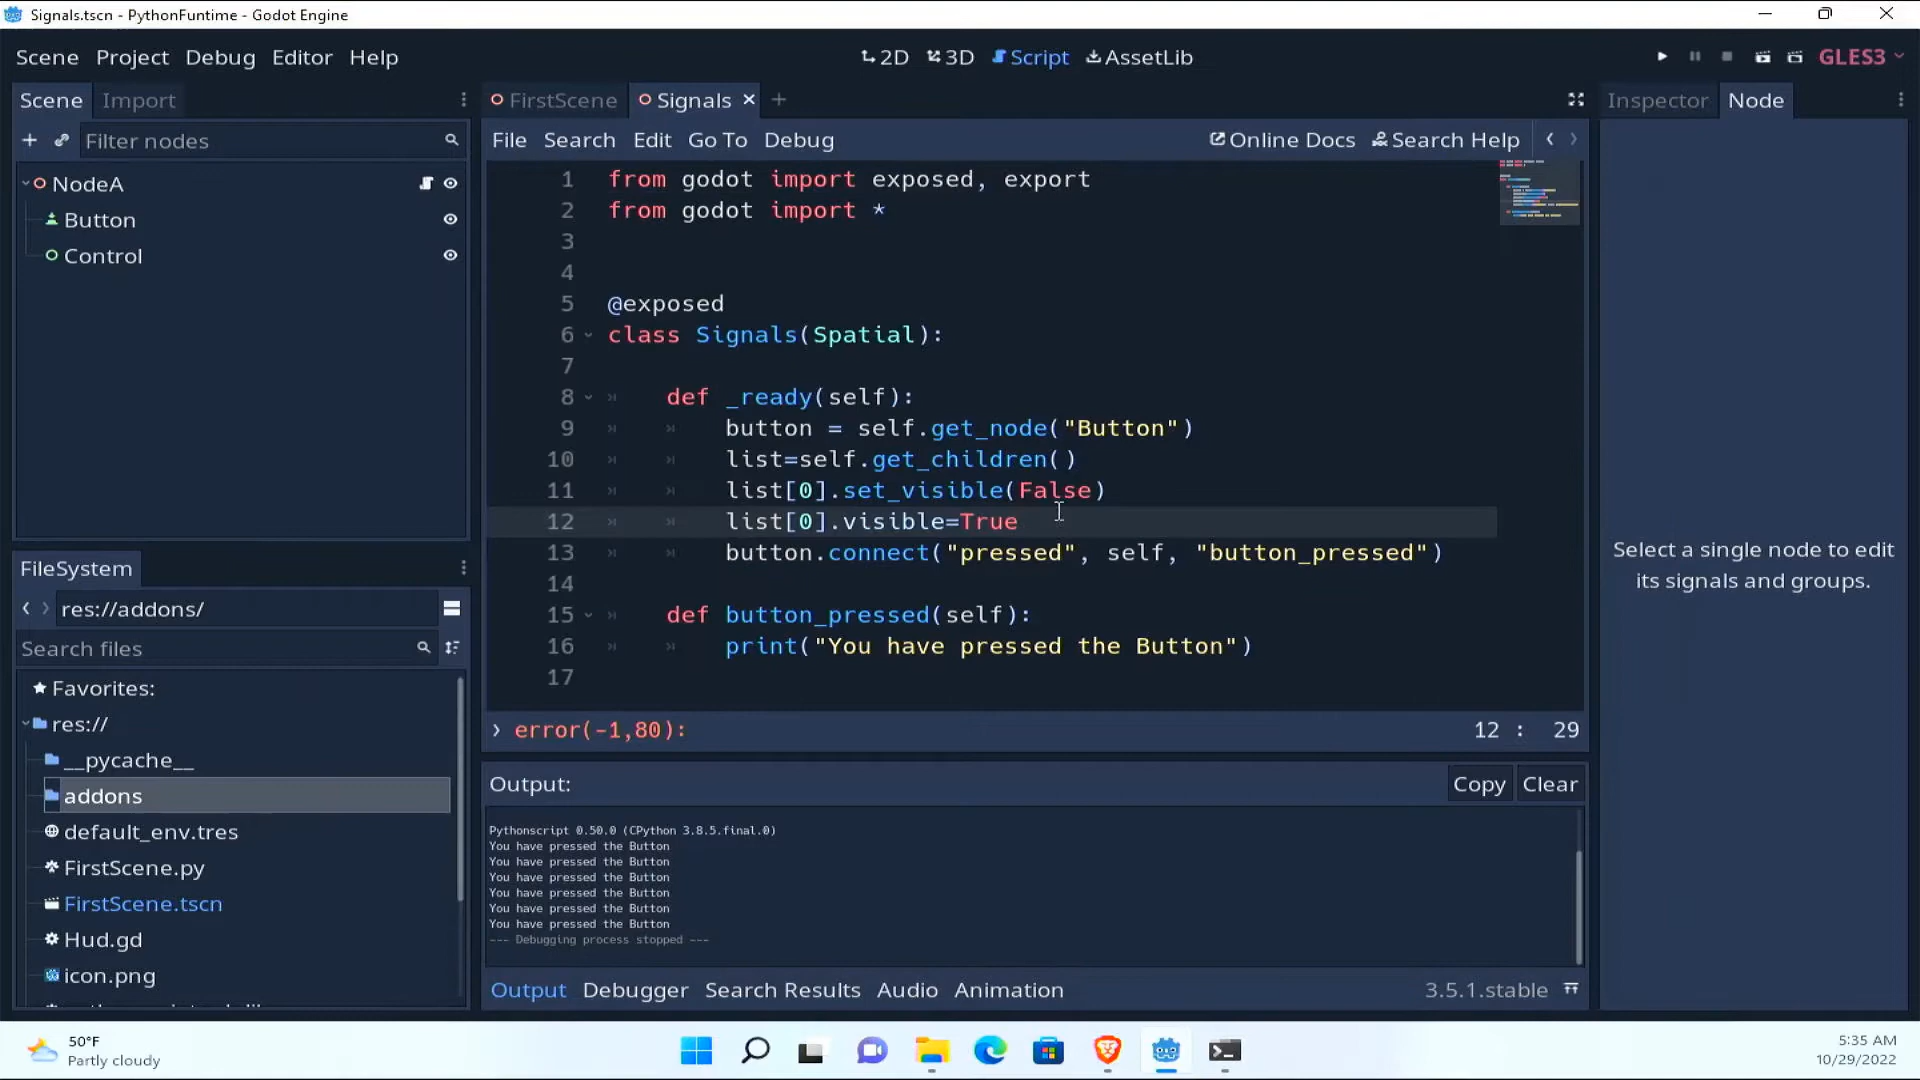 Signals.tscn - PythonFuntime - Godot Engine
Scene Project Debug Editor Help
2D 3D Script AssetLib
GLES3
Scene Import
FirstScene Signals
Inspector Node
Filter nodes
File Search Edit Go To Debug
Online Docs Search Help
NodeA
Button
Control
1 from godot import exposed, export
2 from godot import *
3
4
5 @exposed
6 class Signals(Spatial):
7
8 def _ready(self):
9 button = self.get_node("Button")
10 list=self.get_children()
11 list[0].set_visible(False)
12 list[0].visible=True
13 button.connect("pressed", self, "button_pressed")
14
15 def button_pressed(self):
16 print("You have pressed the Button")
17
error(-1,80):
12 : 29
Select a single node to edit
its signals and groups.
FileSystem
res://addons/
Search files
Favorites:
res://
__pycache__
addons
default_env.tres
FirstScene.py
FirstScene.tscn
Hud.gd
icon.png
Output:
Copy Clear
Pythonscript 0.50.0 (CPython 3.8.5.final.0)
You have pressed the Button
You have pressed the Button
You have pressed the Button
You have pressed the Button
You have pressed the Button
You have pressed the Button
--- Debugging process stopped ---
Output Debugger Search Results Audio Animation
3.5.1.stable
50°F
Partly cloudy
5:35 AM
10/29/2022